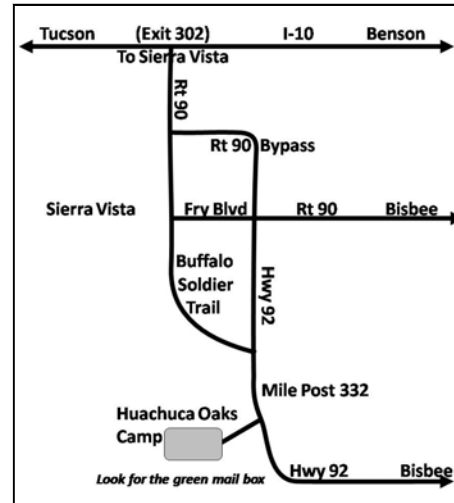 Tucson (Exit 302) I-10 Benson
To Sierra Vista
Rt 90
Rt 90 Bypass
Sierra Vista Fry Blvd Rt 90 Bisbee
Buffalo
Soldier
Trail
Hwy 92
Mile Post 332
Huachuca Oaks
Camp
Look for the green mail box
Hwy 92 Bisbee